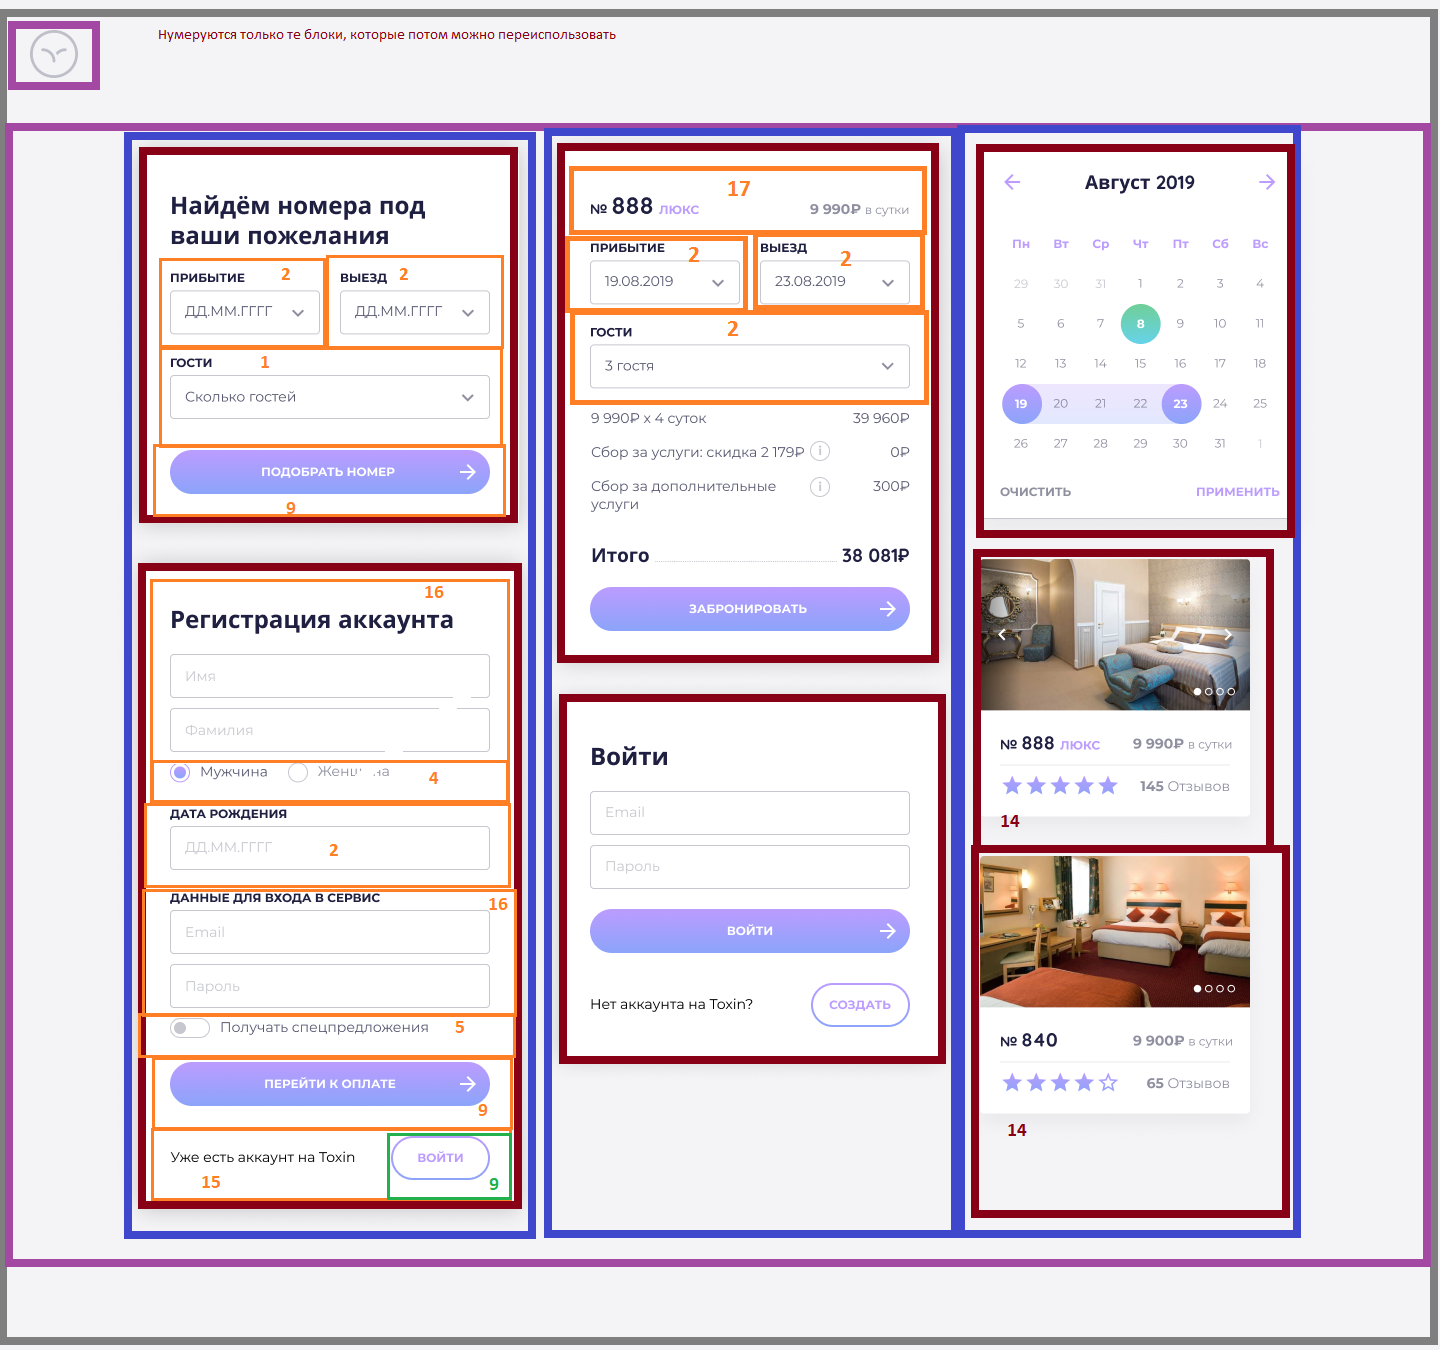 Нумеруются только те блоки, которые потом можно переиспользовать
Найдём номера под
ваши пожелания
ПРИБЫТИЕ 2
ВЫЕЗД 2
ДД.ММ.ГГГГ
ДД.ММ.ГГГГ
ГОСТИ 1
Сколько гостей
ПОДОБРАТЬ НОМЕР
9
16
Регистрация аккаунта
Имя
Фамилия
Мужчина
4
ДАТА РОЖДЕНИЯ
ДД.ММ.ГГГГ 2
ДАННЫЕ ДЛЯ ВХОДА В СЕРВИС
16
Email
Пароль
Получать спецпредложения 5
ПЕРЕЙТИ К ОПЛАТЕ
9
Уже есть аккаунт на Toxin
ВОЙТИ
15
9
17
№ 888 ЛЮКС
9 990₽ в сутки
ПРИБЫТИЕ 2
ВЫЕЗД 2
19.08.2019
23.08.2019
ГОСТИ 2
3 гостя
9 990₽ х 4 суток 39 960₽
Сбор за услуги: скидка 2 179₽ i 0₽
Сбор за дополнительные i 300₽
услуги
Итого 38 081₽
ЗАБРОНИРОВАТЬ
Войти
Email
Пароль
ВОЙТИ
Нет аккаунта на Toxin?
СОЗДАТЬ
Август 2019
Пн Вт Ср Чт Пт Сб Вс
29 30 31 1 2 3 4
5 6 7 8 9 10 11
12 13 14 15 16 17 18
19 20 21 22 23 24 25
26 27 28 29 30 31 1
ОЧИСТИТЬ ПРИМЕНИТЬ
№ 888 ЛЮКС 9 990₽ в сутки
145 Отзывов
14
№ 840 9 900₽ в сутки
65 Отзывов
14